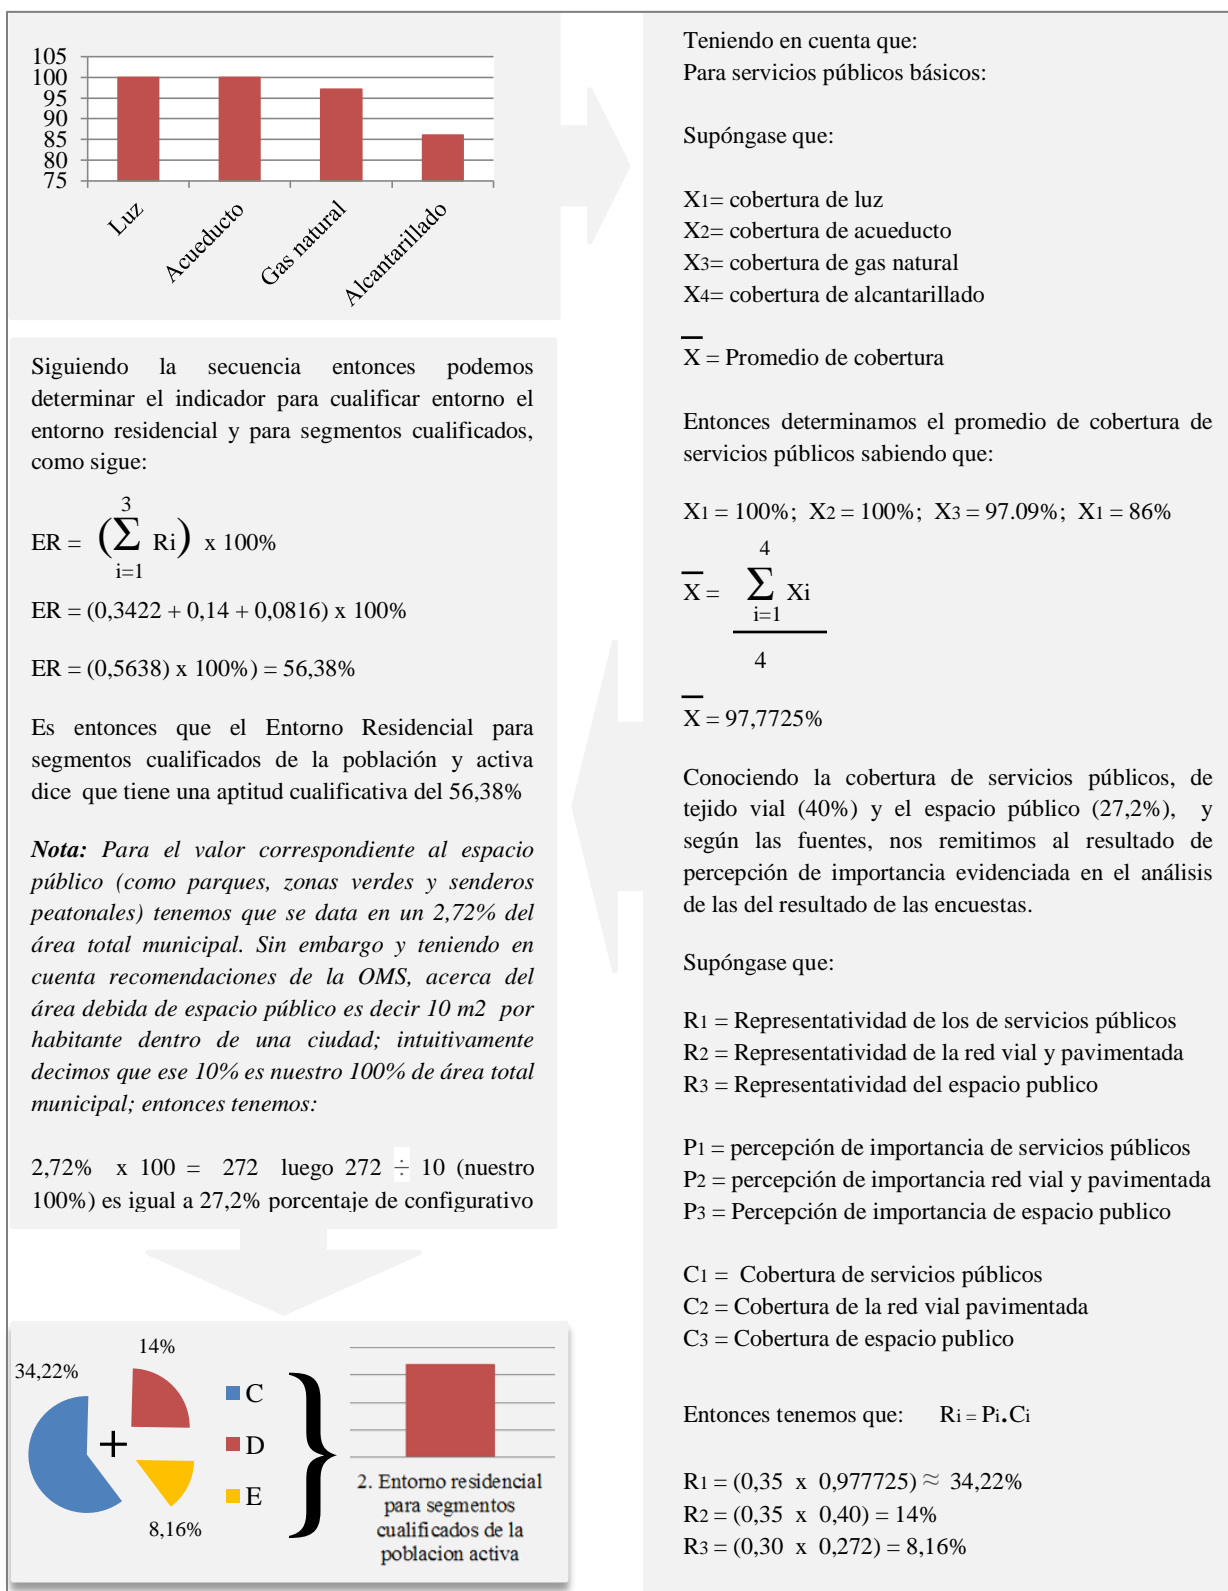 105
100
95
90
85
80
75
Luz
Acueducto
Gas natural
Alcantarillado
Teniendo en cuenta que:
Para servicios públicos básicos:
Supóngase que:
X1= cobertura de luz
X2= cobertura de acueducto
X3= cobertura de gas natural
X4= cobertura de alcantarillado
X̅ = Promedio de cobertura
Entonces determinamos el promedio de cobertura de
servicios públicos sabiendo que:
X1 = 100%; X2 = 100%; X3 = 97.09%; X1 = 86%
4
X̅ = ∑ Xi
i=1
4
X̅ = 97,7725%
Conociendo la cobertura de servicios públicos, de
tejido vial (40%) y el espacio público (27,2%), y
según las fuentes, nos remitimos al resultado de
percepción de importancia evidenciada en el análisis
de las del resultado de las encuestas.
Supóngase que:
R1 = Representatividad de los de servicios públicos
R2 = Representatividad de la red vial y pavimentada
R3 = Representatividad del espacio publico
P1 = percepción de importancia de servicios públicos
P2 = percepción de importancia red vial y pavimentada
P3 = Percepción de importancia de espacio publico
C1 = Cobertura de servicios públicos
C2 = Cobertura de la red vial pavimentada
C3 = Cobertura de espacio publico
Entonces tenemos que: Ri = Pi.Ci
R1 = (0,35 x 0,977725) ≈ 34,22%
R2 = (0,35 x 0,40) = 14%
R3 = (0,30 x 0,272) = 8,16%
Siguiendo la secuencia entonces podemos
determinar el indicador para cualificar entorno el
entorno residencial y para segmentos cualificados,
como sigue:
3
ER = (∑ Ri) x 100%
i=1
ER = (0,3422 + 0,14 + 0,0816) x 100%
ER = (0,5638) x 100%) = 56,38%
Es entonces que el Entorno Residencial para
segmentos cualificados de la población y activa
dice que tiene una aptitud cualificativa del 56,38%
Nota: Para el valor correspondiente al espacio
público (como parques, zonas verdes y senderos
peatonales) tenemos que se data en un 2,72% del
área total municipal. Sin embargo y teniendo en
cuenta recomendaciones de la OMS, acerca del
área debida de espacio público es decir 10 m2 por
habitante dentro de una ciudad; intuitivamente
decimos que ese 10% es nuestro 100% de área total
municipal; entonces tenemos:
2,72% x 100 = 272 luego 272 ÷ 10 (nuestro
100%) es igual a 27,2% porcentaje de configurativo
34,22%
14%
+
8,16%
C
D
E
}
2. Entorno residencial
para segmentos
cualificados de la
poblacion activa